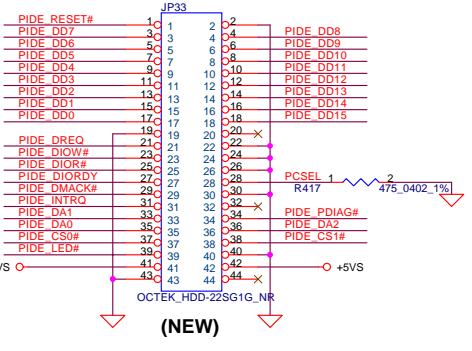 JP33
PIDE_RESET# 1 1 2 2
PIDE_DD7 3 3 4 4 PIDE_DD8
PIDE_DD6 5 5 6 6 PIDE_DD9
PIDE_DD5 7 7 8 8 PIDE_DD10
PIDE_DD4 9 9 10 10 PIDE_DD11
PIDE_DD3 11 11 12 12 PIDE_DD12
PIDE_DD2 13 13 14 14 PIDE_DD13
PIDE_DD1 15 15 16 16 PIDE_DD14
PIDE_DD0 17 17 18 18 PIDE_DD15
19 19 20 20
PIDE_DREQ 21 21 22 22
PIDE_DIOW# 23 23 24 24
PIDE_DIOR# 25 25 26 26
PIDE_DIORDY 27 27 28 28 PCSEL 1 2
R417 475_0402_1%
PIDE_DMACK# 29 29 30 30
PIDE_INTRQ 31 31 32 32
PIDE_DA1 33 33 34 34 PIDE_PDIAG#
PIDE_DA0 35 35 36 36 PIDE_DA2
PIDE_CS0# 37 37 38 38 PIDE_CS1#
PIDE_LED# 39 39 40 40
VS 41 41 42 42 +5VS
43 43 44 44
OCTEK_HDD-22SG1G_NR
(NEW)